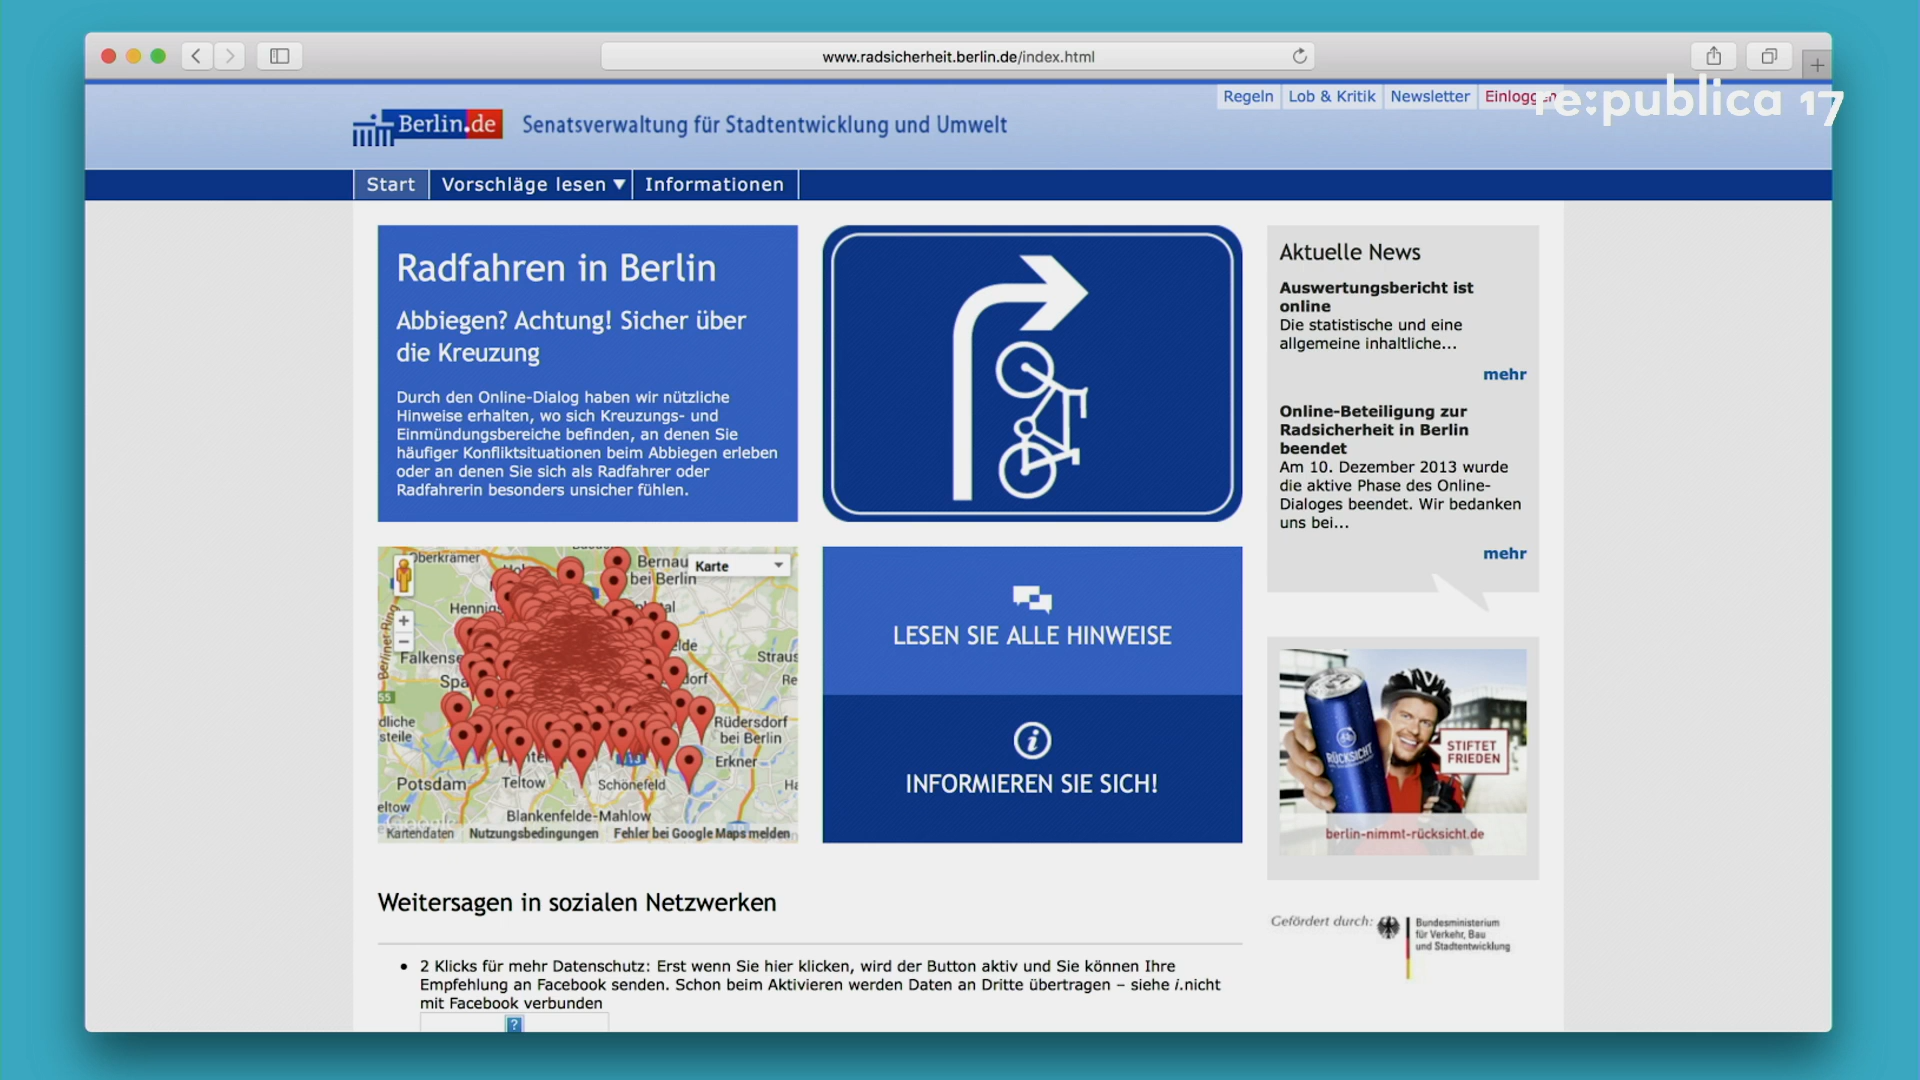 www.radsicherheit.berlin.de/index.html
re:publica 17
Regeln
Lob & Kritik
Newsletter
Einloggen
Berlin.de
Senatsverwaltung für Stadtentwicklung und Umwelt
Start
Vorschläge lesen
Informationen
Radfahren in Berlin
Abbiegen? Achtung! Sicher über
die Kreuzung
Durch den Online-Dialog haben wir nützliche
Hinweise erhalten, wo sich Kreuzungs- und
Einmündungsbereiche befinden, an denen Sie
häufiger Konfliktsituationen beim Abbiegen erleben
oder an denen Sie sich als Radfahrer oder
Radfahrerin besonders unsicher fühlen.
Aktuelle News
Auswertungsbericht ist
online
Die statistische und eine
allgemeine inhaltliche...
mehr
Online-Beteiligung zur
Radsicherheit in Berlin
beendet
Am 10. Dezember 2013 wurde
die aktive Phase des Online-
Dialoges beendet. Wir bedanken
uns bei...
mehr
Oberkrämer
Bernau
bei Berlin
Karte
Hennigs
Berliner Ring
Falkense
Straus
Spa
55
Rüdersdorf
bei Berlin
Erkner
Potsdam
Teltow
Schönefeld
Blankenfelde-Mahlow
Kartendaten
Nutzungsbedingungen
Fehler bei Google Maps melden
LESEN SIE ALLE HINWEISE
INFORMIEREN SIE SICH!
RÜCKSICHT
STIFTET
FRIEDEN
berlin-nimmt-rücksicht.de
Weitersagen in sozialen Netzwerken
Gefördert durch:
Bundesministerium
für Verkehr, Bau
und Stadtentwicklung
• 2 Klicks für mehr Datenschutz: Erst wenn Sie hier klicken, wird der Button aktiv und Sie können Ihre
Empfehlung an Facebook senden. Schon beim Aktivieren werden Daten an Dritte übertragen – siehe i.nicht
mit Facebook verbunden